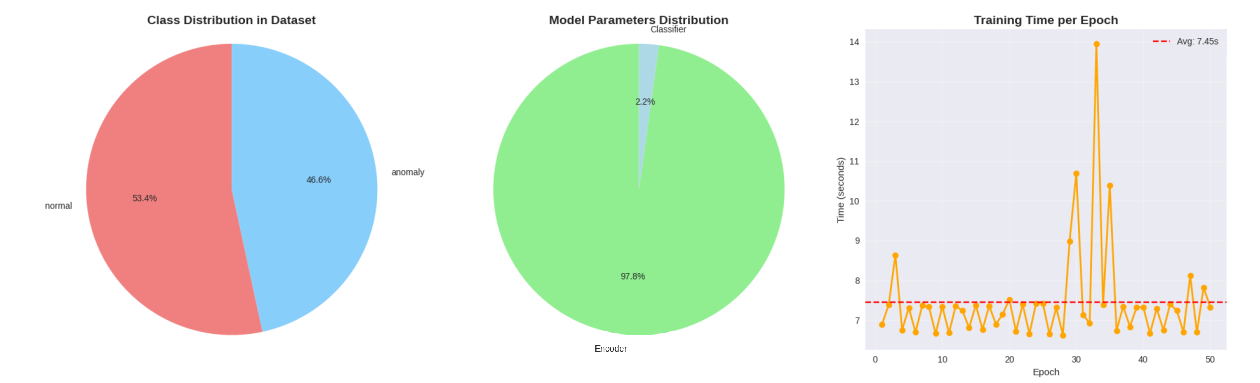 Class Distribution in Dataset
normal
53.4%
46.6%
anomaly
Model Parameters Distribution
Classifier
2.2%
97.8%
Encoder
Training Time per Epoch
Avg: 7.45s
Time (seconds)
14
13
12
11
10
9
8
7
0 10 20 30 40 50
Epoch